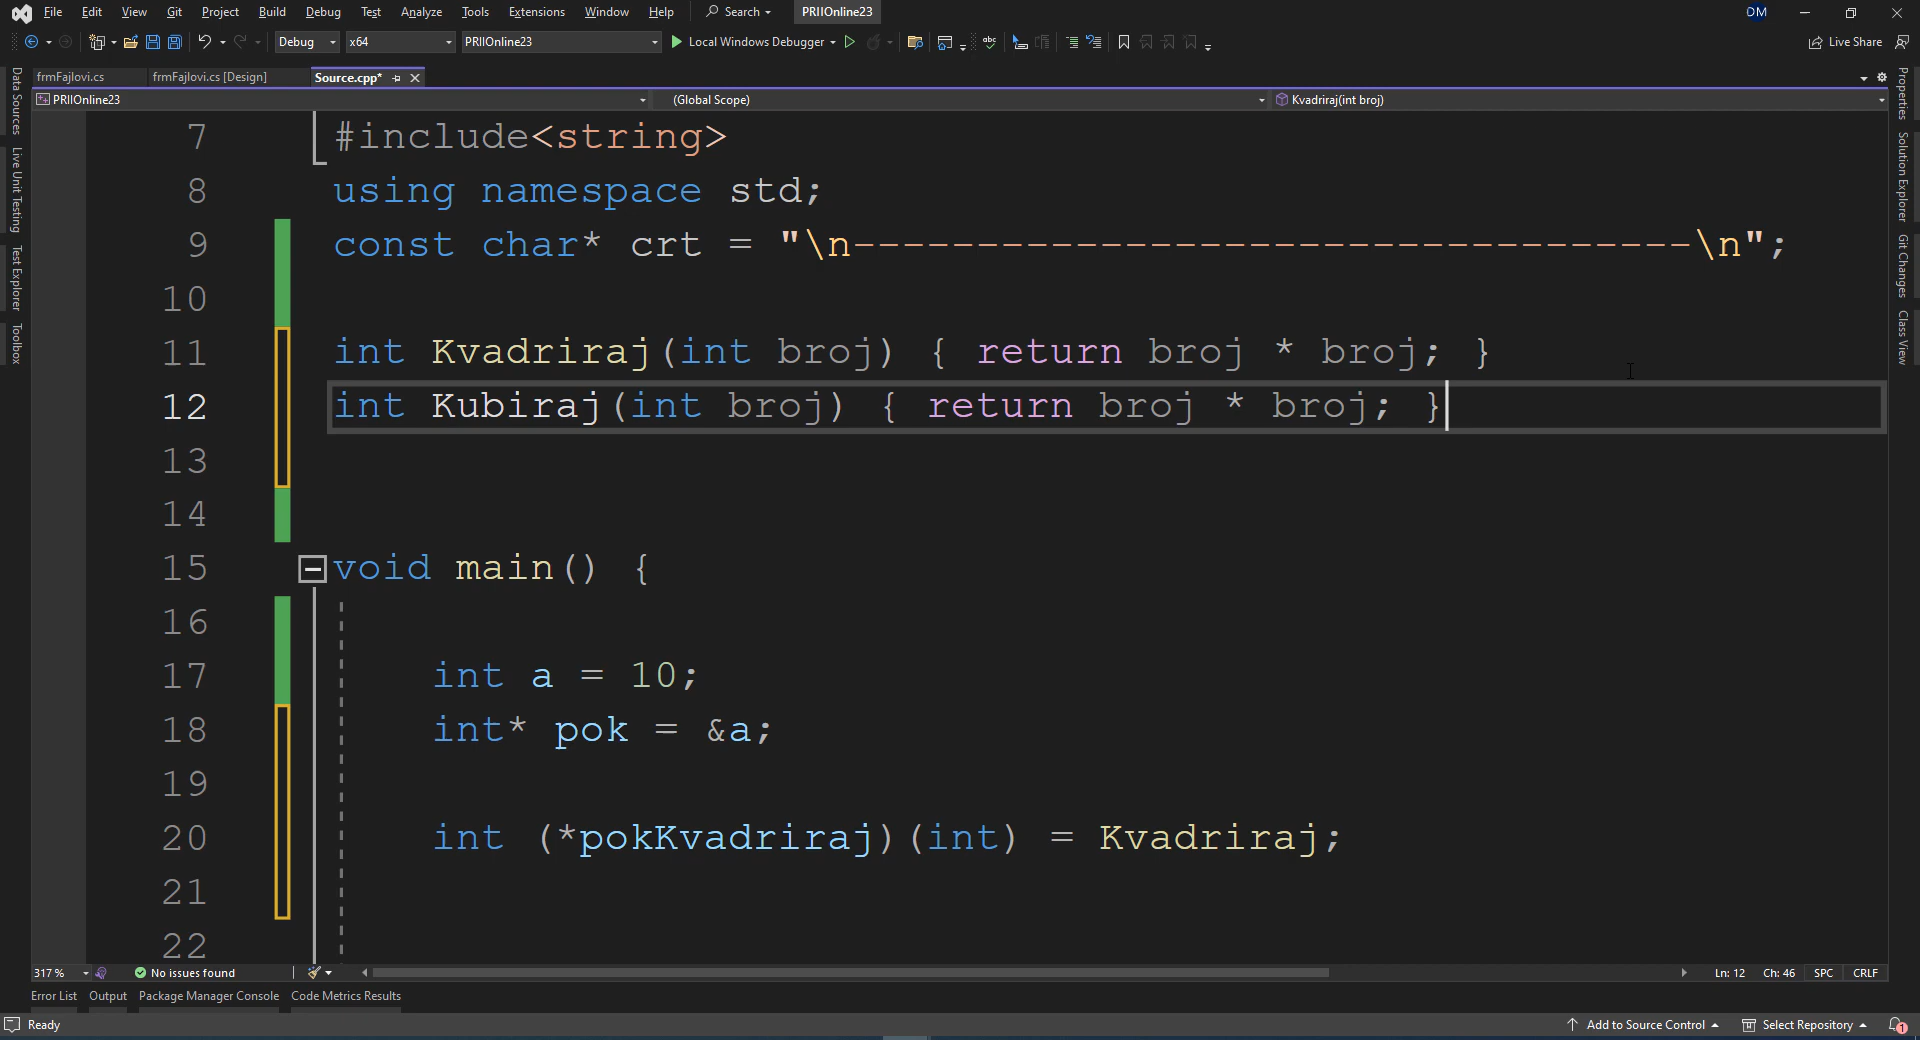 File Edit View Git Project Build Debug Test Analyze Tools Extensions Window Help Search PRIIOnline23 OM
Debug x64 PRIIOnline23 Local Windows Debugger Live Share
frmFajlovi.cs frmFajlovi.cs [Design] Source.cpp*
PRIIOnline23 (Global Scope) Kvadriraj(int broj)
Data Sources
Live Unit Testing
Test Explorer
Toolbox
7 #include<string>
8 using namespace std;
9 const char* crt = "\n----------------------------------\n";
10
11 int Kvadriraj(int broj) { return broj * broj; }
12 int Kubiraj(int broj) { return broj * broj; }
13
14
15 void main() {
16
17 int a = 10;
18 int* pok = &a;
19
20 int (*pokKvadriraj)(int) = Kvadriraj;
21
22
Properties
Solution Explorer
Git Changes
Class View
317 % No issues found Ln: 12 Ch: 46 SPC CRLF
Error List Output Package Manager Console Code Metrics Results
Ready Add to Source Control Select Repository 1